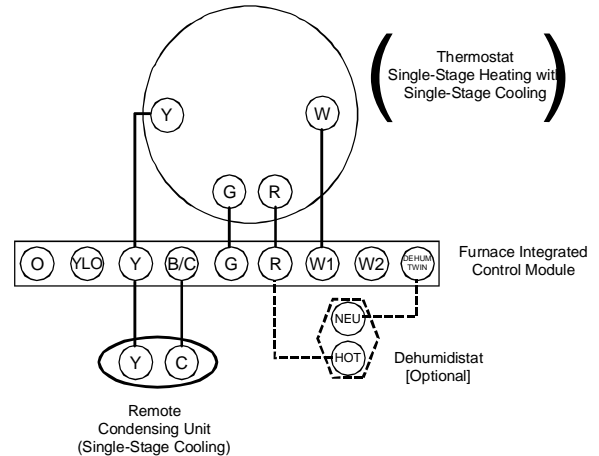 Thermostat
Single-Stage Heating with
Single-Stage Cooling
Y
W
G
R
O
YLO
Y
B/C
G
R
W1
W2
DEHUM
TWIN
Furnace Integrated
Control Module
NEU
HOT
Dehumidistat
[Optional]
Y
C
Remote
Condensing Unit
(Single-Stage Cooling)